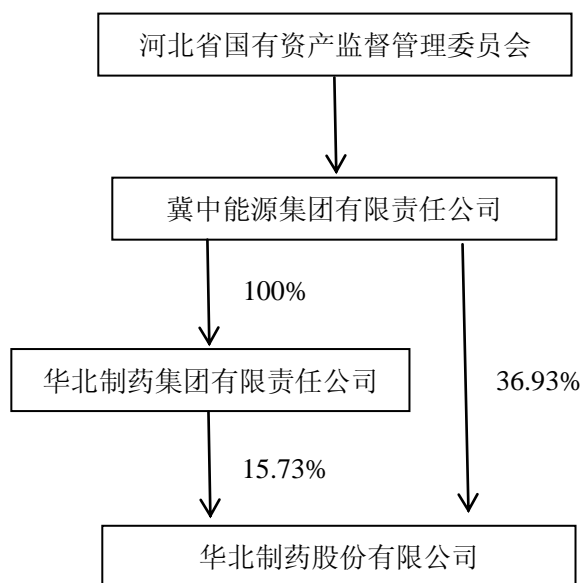 河北省国有资产监督管理委员会
冀中能源集团有限责任公司
100%
华北制药集团有限责任公司
36.93%
15.73%
华北制药股份有限公司